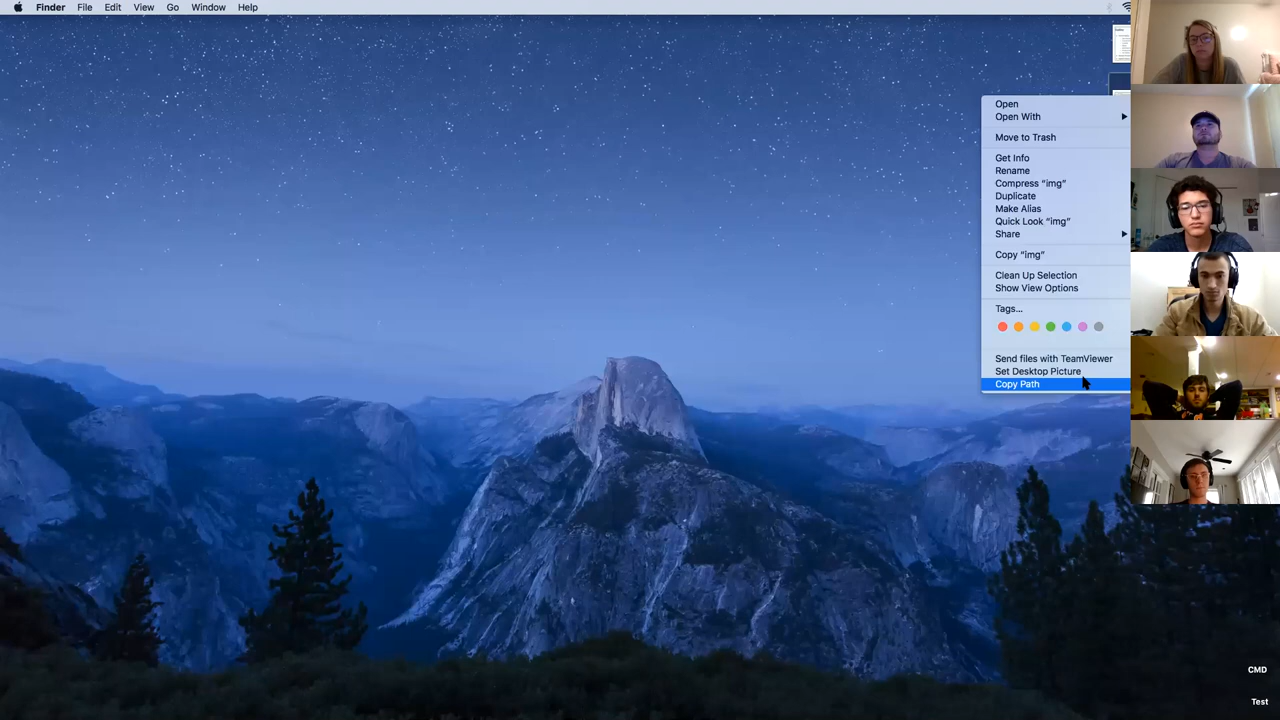 Finder File Edit View Go Window Help
Open
Open With
Move to Trash
Get Info
Rename
Compress “img”
Duplicate
Make Alias
Quick Look “img”
Share
Copy “img”
Clean Up Selection
Show View Options
Tags...
Send files with TeamViewer
Set Desktop Picture
Copy Path
CMD
Test